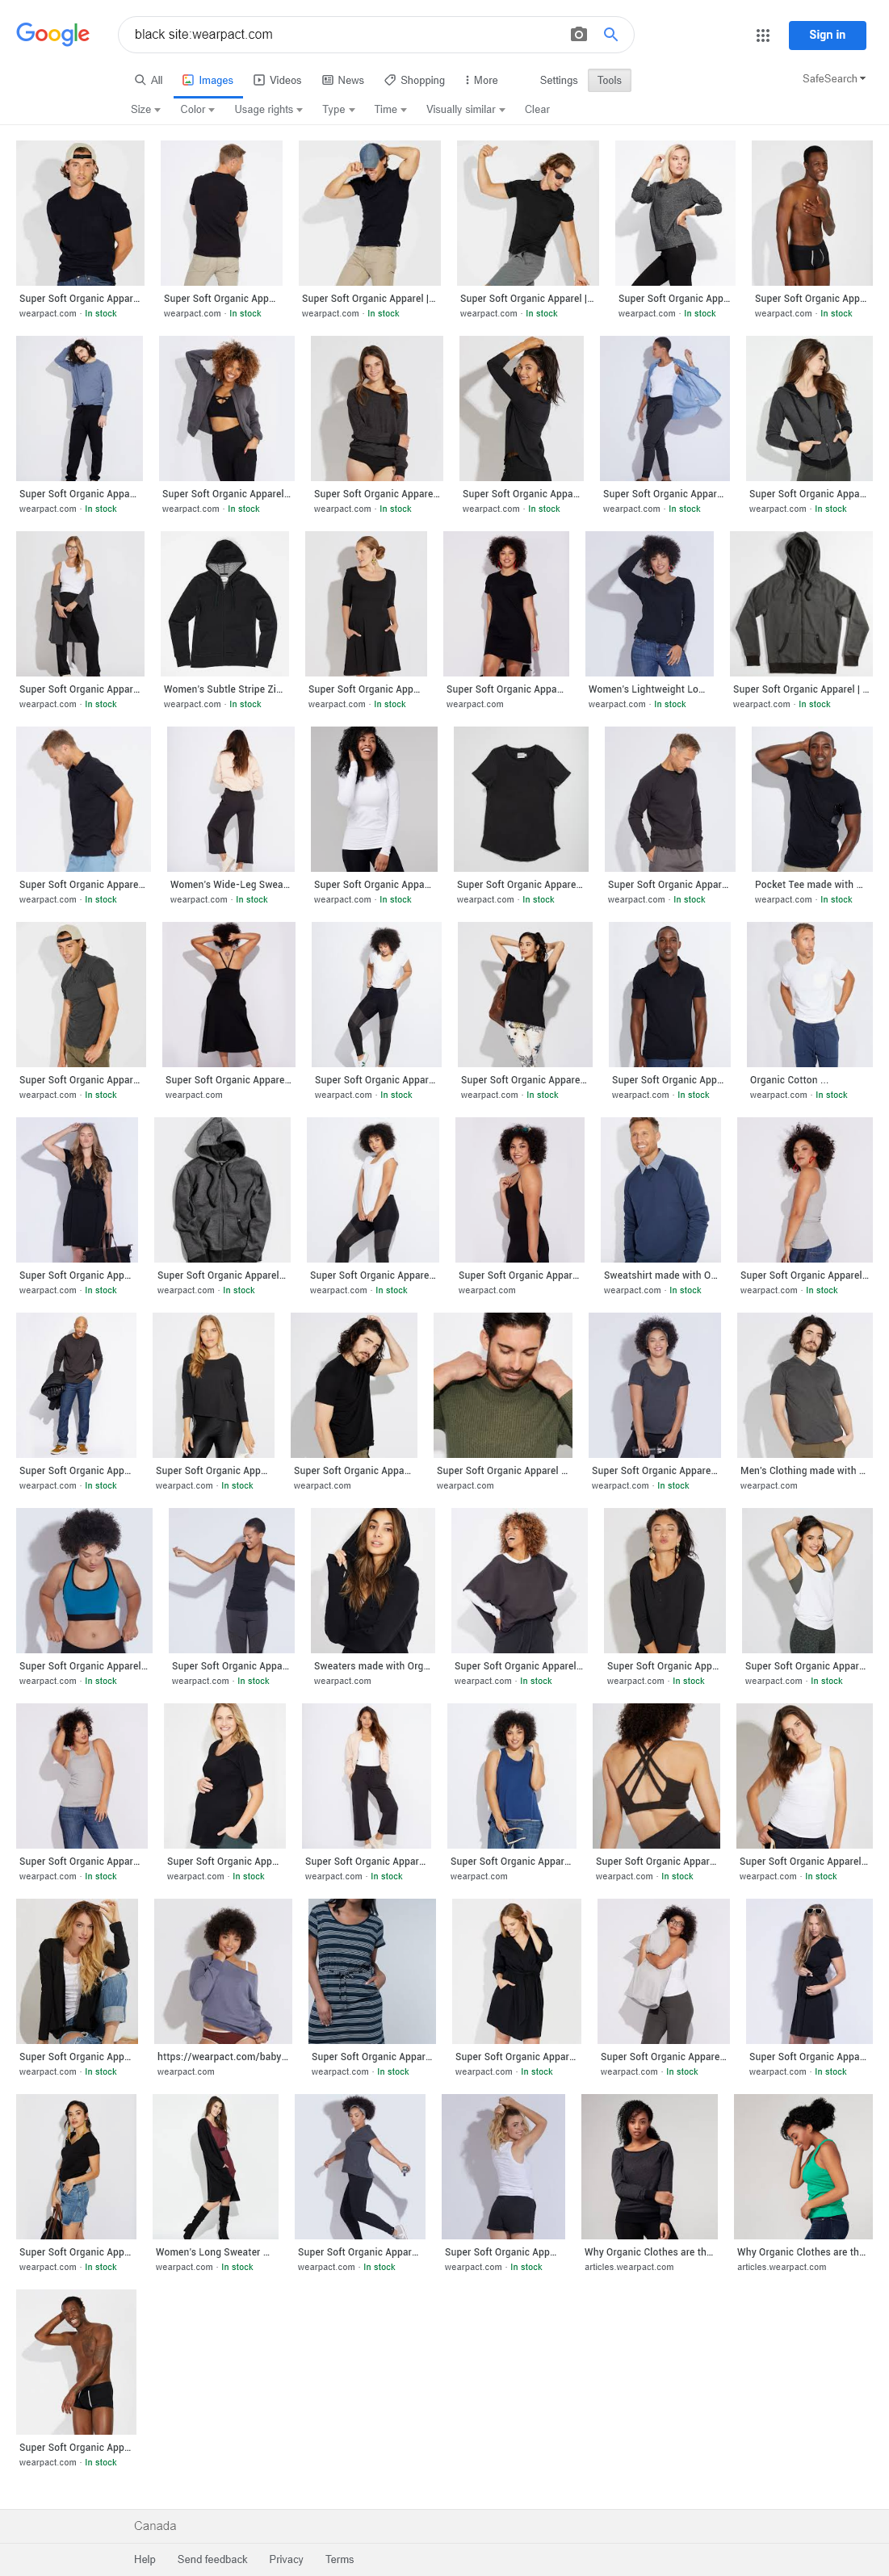 Google
black site:wearpact.com
Sign in
All Images Videos News Shopping More Settings Tools
SafeSearch
Size Color Usage rights Type Time Visually similar Clear
Super Soft Organic Appar... Super Soft Organic App... Super Soft Organic Apparel |... Super Soft Organic Apparel |... Super Soft Organic App... Super Soft Organic App...
wearpact.com · In stock wearpact.com · In stock wearpact.com · In stock wearpact.com · In stock wearpact.com · In stock wearpact.com · In stock
Super Soft Organic Appa... Super Soft Organic Apparel... Super Soft Organic Appare... Super Soft Organic Appa... Super Soft Organic Appar... Super Soft Organic Appa...
wearpact.com · In stock wearpact.com · In stock wearpact.com · In stock wearpact.com · In stock wearpact.com · In stock wearpact.com · In stock
Super Soft Organic Appar... Women's Subtle Stripe Zi... Super Soft Organic App... Super Soft Organic Appa... Women's Lightweight Lo... Super Soft Organic Apparel | ...
wearpact.com · In stock wearpact.com · In stock wearpact.com · In stock wearpact.com wearpact.com · In stock wearpact.com · In stock
Super Soft Organic Appare... Women's Wide-Leg Swea... Super Soft Organic Appa... Super Soft Organic Appare... Super Soft Organic Appar... Pocket Tee made with ...
wearpact.com · In stock wearpact.com · In stock wearpact.com · In stock wearpact.com · In stock wearpact.com · In stock wearpact.com · In stock
Super Soft Organic Appar... Super Soft Organic Appare... Super Soft Organic Appar... Super Soft Organic Appare... Super Soft Organic App... Organic Cotton ...
wearpact.com · In stock wearpact.com wearpact.com · In stock wearpact.com · In stock wearpact.com · In stock wearpact.com · In stock
Super Soft Organic App... Super Soft Organic Apparel... Super Soft Organic Appare... Super Soft Organic Appar... Sweatshirt made with O... Super Soft Organic Apparel...
wearpact.com · In stock wearpact.com · In stock wearpact.com · In stock wearpact.com wearpact.com · In stock wearpact.com · In stock
Super Soft Organic App... Super Soft Organic App... Super Soft Organic Appa... Super Soft Organic Apparel ... Super Soft Organic Appare... Men's Clothing made with ...
wearpact.com · In stock wearpact.com · In stock wearpact.com wearpact.com wearpact.com · In stock wearpact.com
Super Soft Organic Apparel... Super Soft Organic Appa... Sweaters made with Org... Super Soft Organic Apparel... Super Soft Organic App... Super Soft Organic Appar...
wearpact.com · In stock wearpact.com · In stock wearpact.com wearpact.com · In stock wearpact.com · In stock wearpact.com · In stock
Super Soft Organic Appar... Super Soft Organic App... Super Soft Organic Appar... Super Soft Organic Appar... Super Soft Organic Appar... Super Soft Organic Apparel...
wearpact.com · In stock wearpact.com · In stock wearpact.com · In stock wearpact.com wearpact.com · In stock wearpact.com · In stock
Super Soft Organic App... https://wearpact.com/baby... Super Soft Organic Appar... Super Soft Organic Appar... Super Soft Organic Appare... Super Soft Organic Appa...
wearpact.com · In stock wearpact.com wearpact.com · In stock wearpact.com · In stock wearpact.com · In stock wearpact.com · In stock
Super Soft Organic App... Women's Long Sweater ... Super Soft Organic Appar... Super Soft Organic App... Why Organic Clothes are th... Why Organic Clothes are th...
wearpact.com · In stock wearpact.com · In stock wearpact.com · In stock wearpact.com · In stock articles.wearpact.com articles.wearpact.com
Super Soft Organic App...
wearpact.com · In stock
Canada
Help Send feedback Privacy Terms